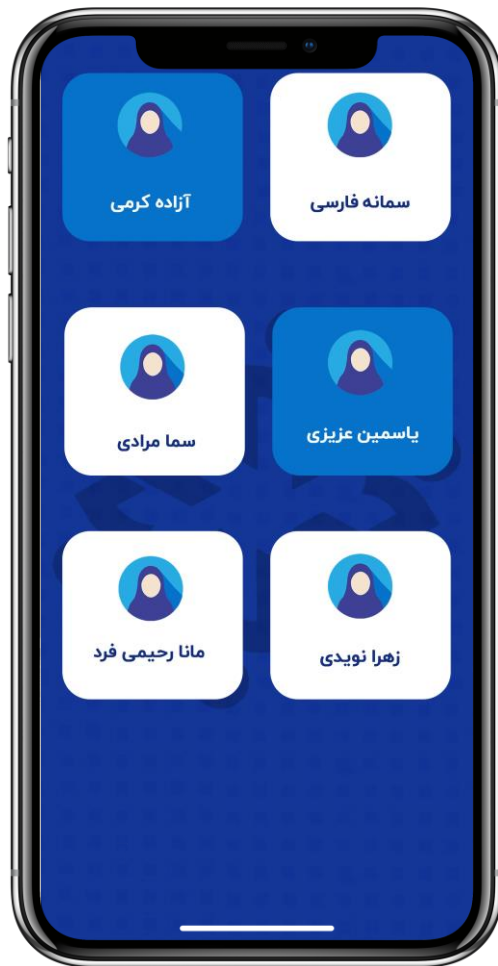 سمانه فارسی
آزاده کرمی
یاسمین عزیزی
سما مرادی
زهرا نویدی
مانا رحیمی فرد